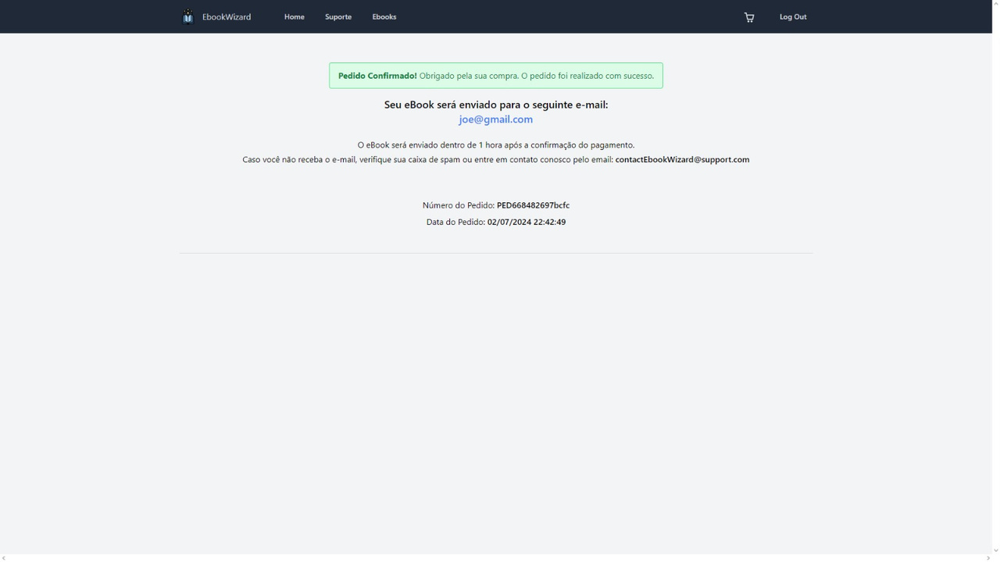 EbookWizard Home Suporte Ebooks Log Out
Pedido Confirmado! Obrigado pela sua compra. O pedido foi realizado com sucesso.
Seu eBook será enviado para o seguinte e-mail:
joe@gmail.com
O eBook será enviado dentro de 1 hora após a confirmação do pagamento.
Caso você não receba o e-mail, verifique sua caixa de spam ou entre em contato conosco pelo email: contactEbookWizard@support.com
Número do Pedido: PED668482697bcfc
Data do Pedido: 02/07/2024 22:42:49